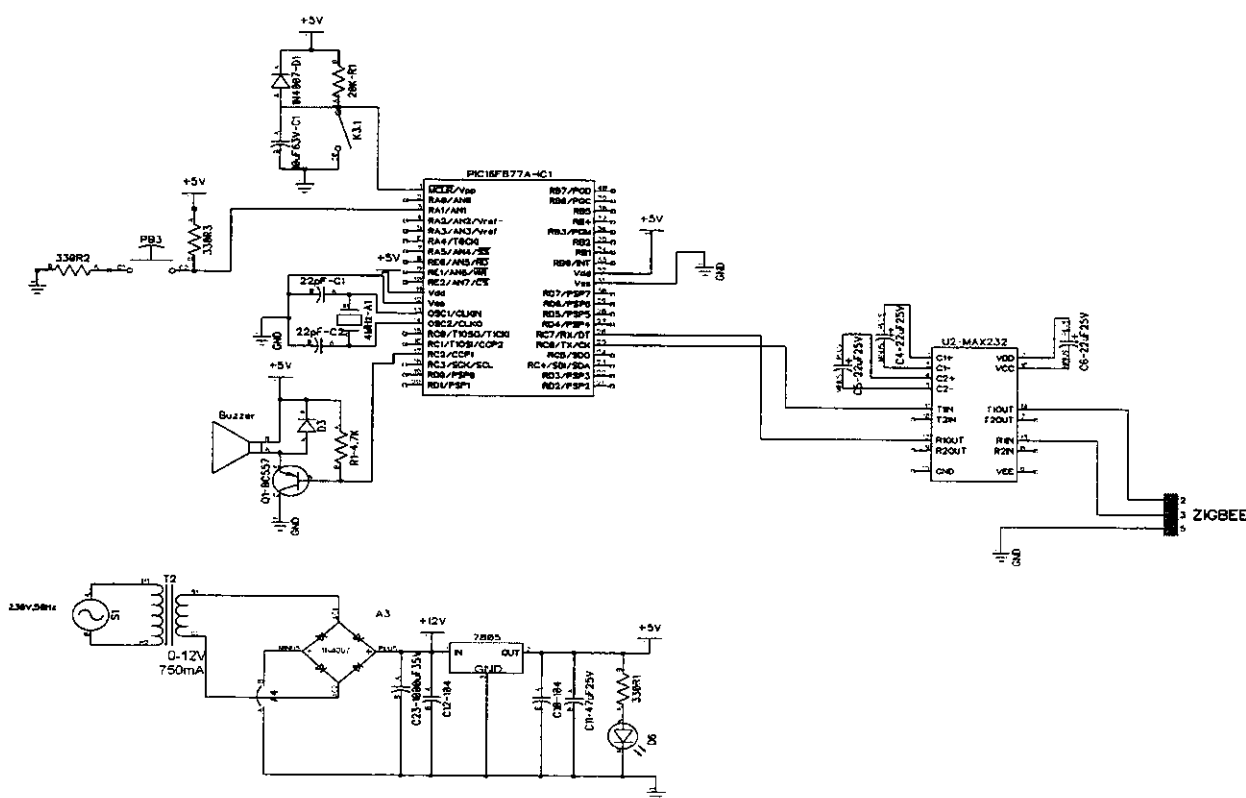 +5V
1N4007-D1
20K-R1
10uF63V-C1
K3.1
+5V
330R3
PB3
330R2
PIC16F877A-IC1
MCLR/Vpp
RA0/AN0
RA1/AN1
RA2/AN2/Vref-
RA3/AN3/Vref
RA4/T0CKI
RA5/AN4/SS
RE0/AN5/RD
RE1/AN6/WR
RE2/AN7/CS
Vdd
Vss
OSC1/CLKIN
OSC2/CLKO
RC0/T1OSO/T1CKI
RC1/T1OSI/CCP2
RC2/CCP1
RC3/SCK/SCL
RD0/PSP0
RD1/PSP1
RB7/PGD
RB6/PGC
RB5
RB4
RB3/PGM
RB2
RB1
RB0/INT
Vdd
Vss
RD7/PSP7
RD6/PSP6
RD5/PSP5
RD4/PSP4
RC7/RX/DT
RC6/TX/CK
RC5/SDO
RC4/SDI/SDA
RD3/PSP3
RD2/PSP2
+5V
GND
+5V
22pF-C1
22pF-C2
4MHz-A1
GND
+5V
Buzzer
D3
R1-4.7K
Q1-BC557
GND
U2-MAX232
C1+
C1-
C2+
C2-
T1IN
T2IN
R1OUT
R2OUT
GND
VDD
VCC
T1OUT
T2OUT
R1IN
R2IN
VEE
C4-22uF25V
C5-22uF25V
C6-22uF25V
2
3
5
ZIGBEE
GND
230V,50Hz
S1
T2
0-12V
750mA
A3
1N4007
MINUS
PLUS
A4
+12V
7805
IN
OUT
GND
+5V
C23-1000uF35V
C12-104
C10-104
C11-47uF25V
330R1
D6